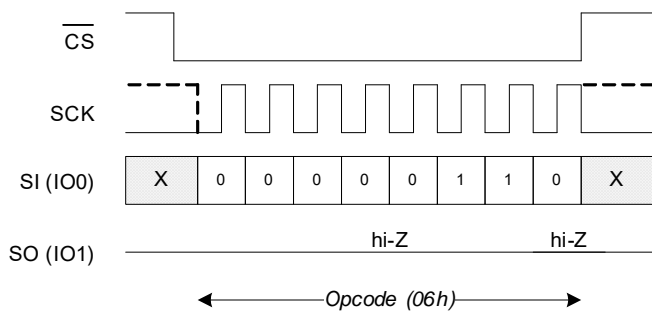 CS
SCK
SI (IO0) X 0 0 0 0 0 1 1 0 X
hi-Z hi-Z
SO (IO1)
Opcode (06h)